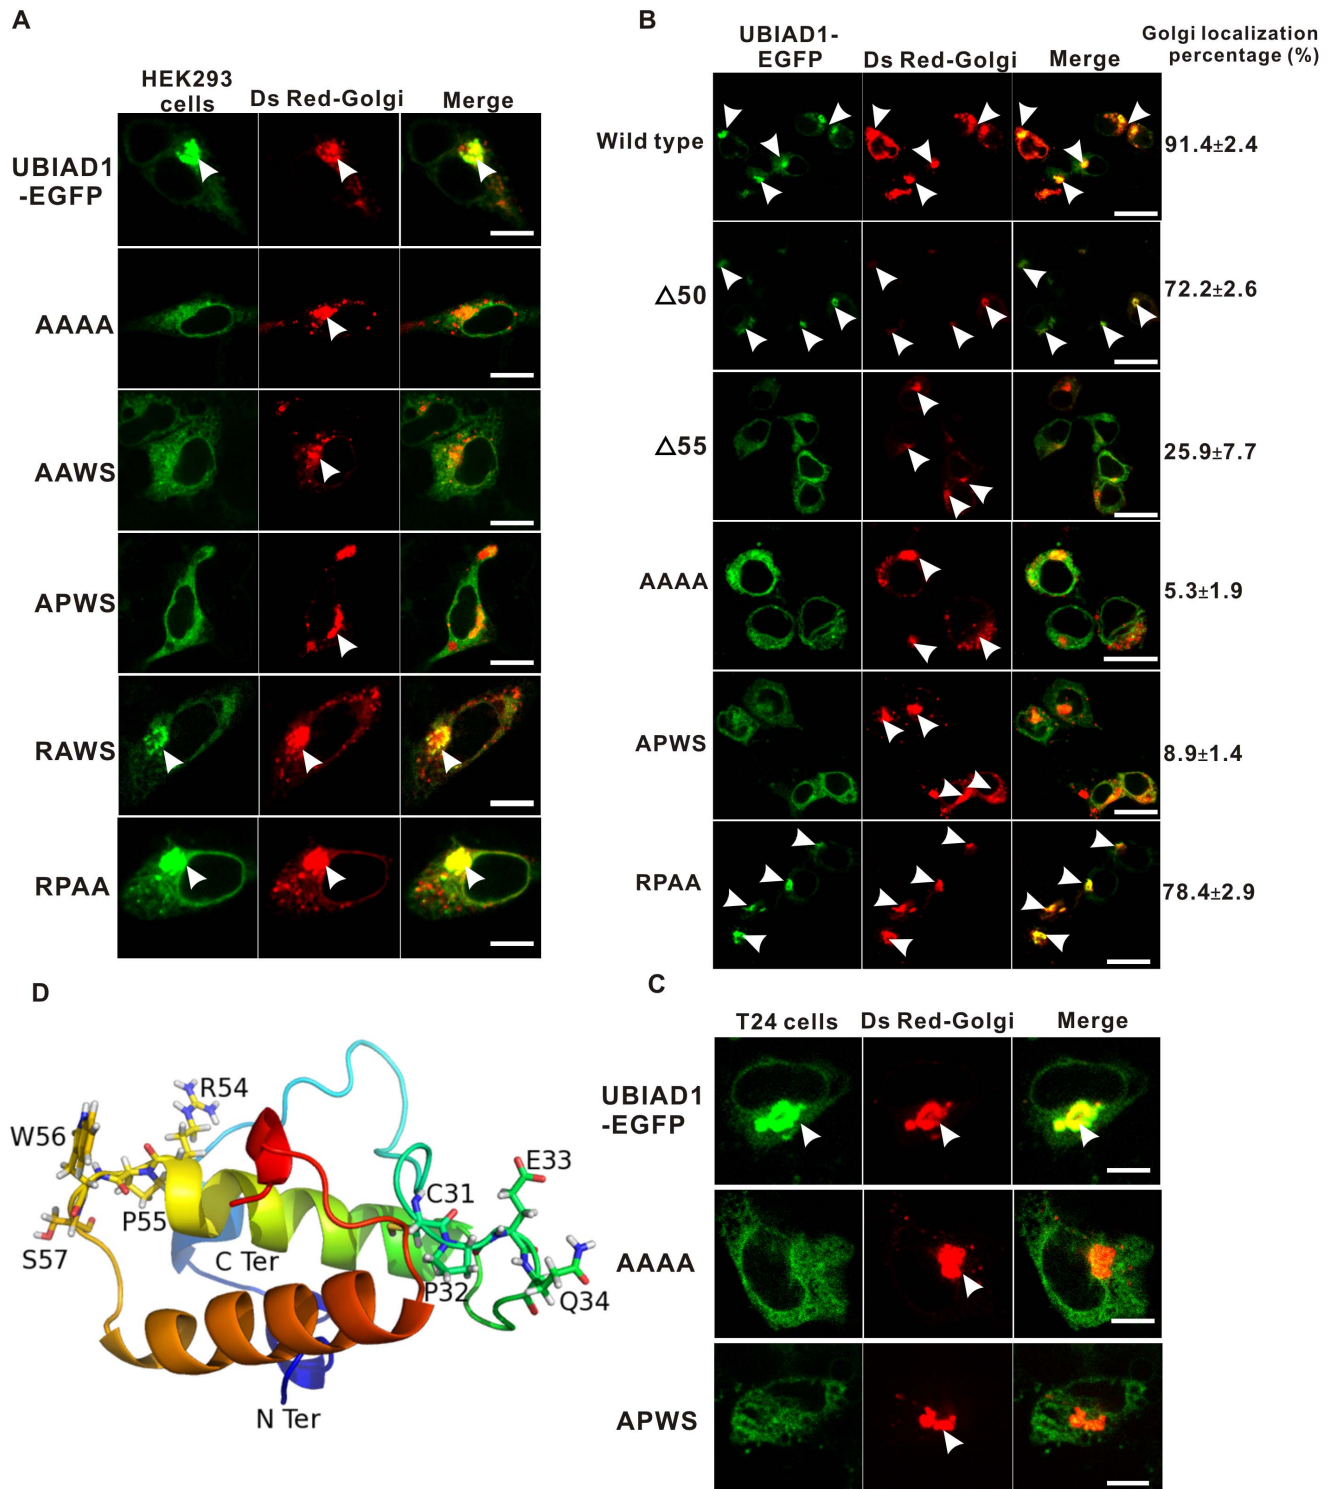 A
HEK293
cells
Ds Red-Golgi
Merge
UBIAD1
-EGFP
AAAA
AAWS
APWS
RAWS
RPAA
B
UBIAD1-
EGFP
Ds Red-Golgi
Merge
Golgi localization
percentage (%)
Wild type
91.4±2.4
△50
72.2±2.6
△55
25.9±7.7
AAAA
5.3±1.9
APWS
8.9±1.4
RPAA
78.4±2.9
D
R54
W56
P55
S57
C Ter
C31
E33
P32
Q34
N Ter
C
T24 cells
Ds Red-Golgi
Merge
UBIAD1
-EGFP
AAAA
APWS